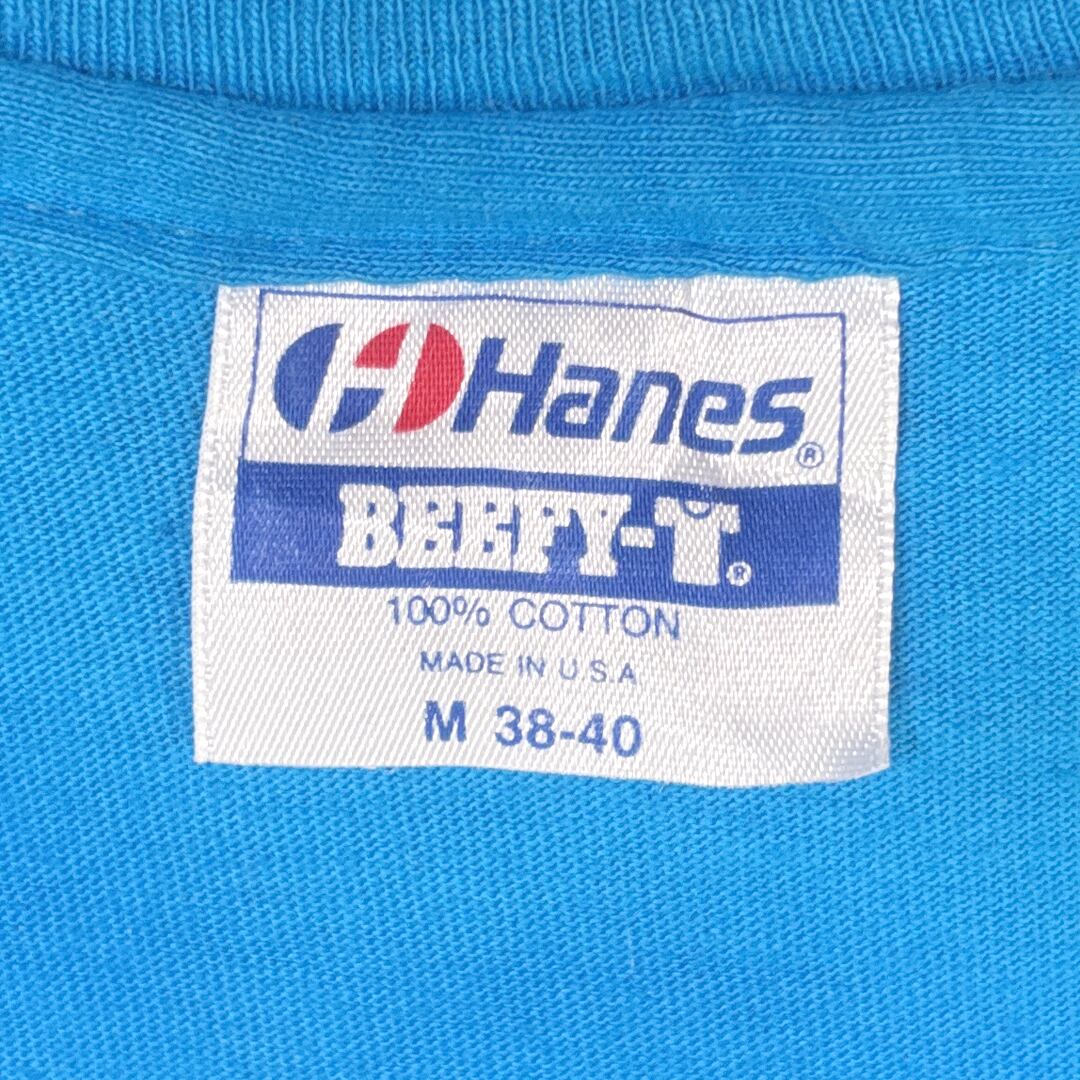 Hanes®
BEEFY-T®
100% COTTON
MADE IN U.S.A
M 38-40